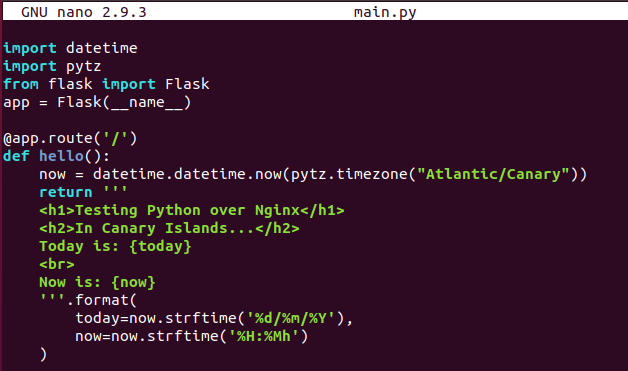 GNU nano 2.9.3 main.py
import datetime
import pytz
from flask import Flask
app = Flask(__name__)
@app.route('/')
def hello():
    now = datetime.datetime.now(pytz.timezone("Atlantic/Canary"))
    return '''
    <h1>Testing Python over Nginx</h1>
    <h2>In Canary Islands...</h2>
    Today is: {today}
    <br>
    Now is: {now}
    '''.format(
        today=now.strftime('%d/%m/%Y'),
        now=now.strftime('%H:%Mh')
    )